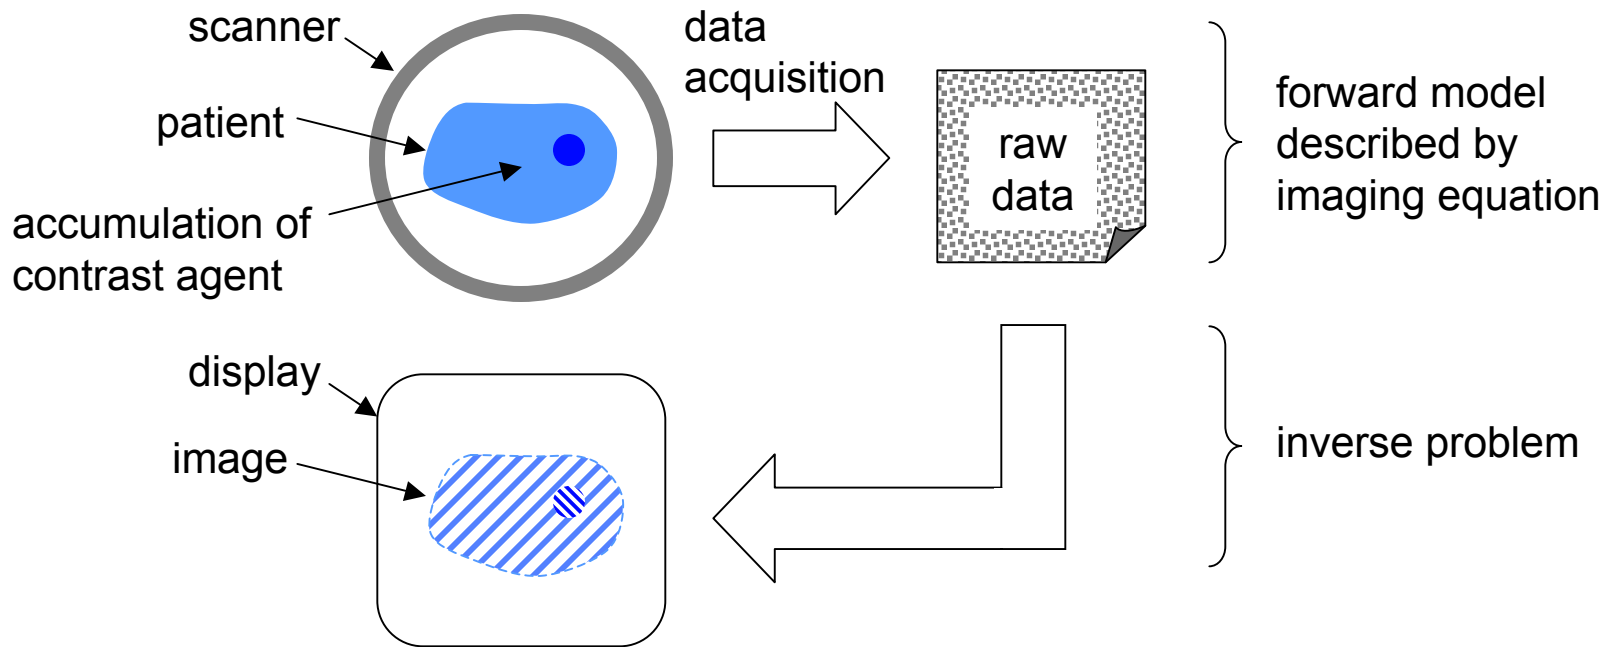 scanner
patient
accumulation of
contrast agent
data
acquisition
raw
data
forward model
described by
imaging equation
display
image
inverse problem